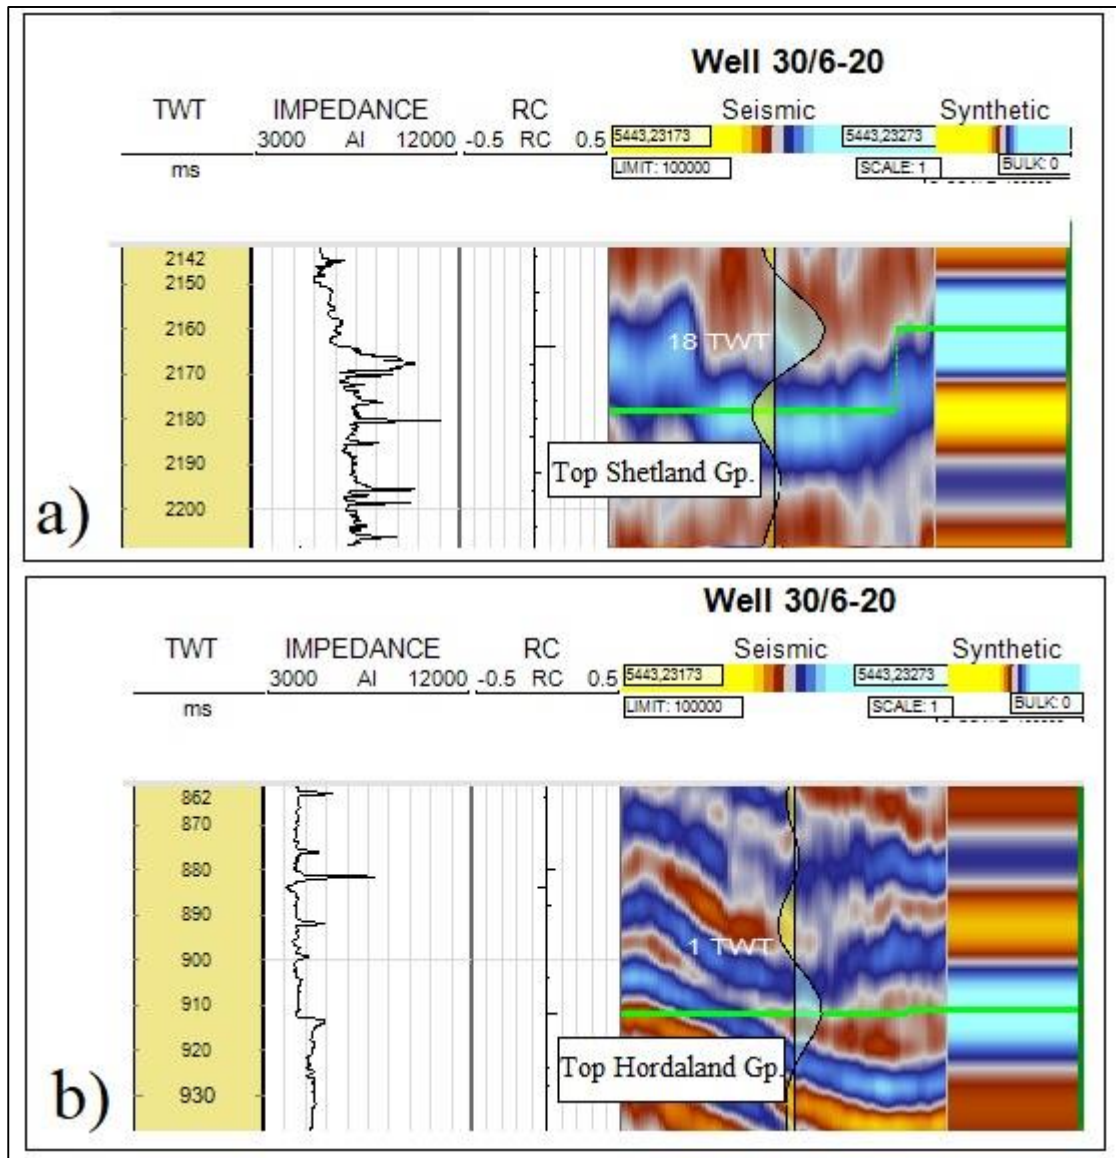 Well 30/6-20
TWT IMPEDANCE RC Seismic Synthetic
3000 AI 12000 -0.5 RC 0.5 5443,23173 5443,23273
ms LIMIT: 100000 SCALE: 1 BULK: 0
2142
2150
2160
18 TWT
2170
2180
2190
Top Shetland Gp.
2200
a)
Well 30/6-20
TWT IMPEDANCE RC Seismic Synthetic
3000 AI 12000 -0.5 RC 0.5 5443,23173 5443,23273
ms LIMIT: 100000 SCALE: 1 BULK: 0
862
870
880
890
1 TWT
900
910
920
Top Hordaland Gp.
930
b)